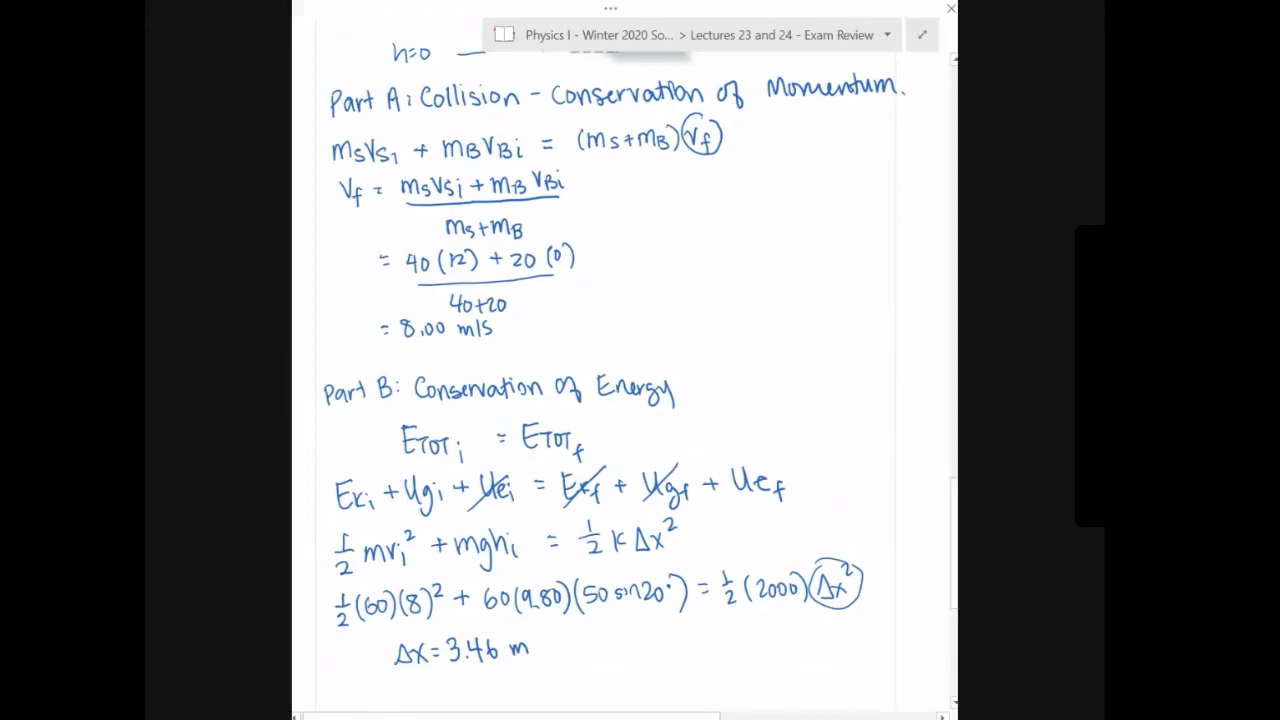 Physics I - Winter 2020 So... > Lectures 23 and 24 - Exam Review
h=0
Part A: Collision - Conservation of Momentum.
mSvS1 + mBvBi = (mS+mB) vf
vf = mSvSi + mBvBi
mS+mB
= 40 (12) + 20 (0)
40+20
= 8.00 m/s
Part B: Conservation of Energy
ETOTi = ETOTf
Eki + Ugi + Uei = Ekf + Ugf + Uef
1/2 mvi² + mghi = 1/2 k Δx²
1/2 (60)(8)² + 60(9.80)(50 sin20°) = 1/2 (2000) Δx²
Δx = 3.46 m